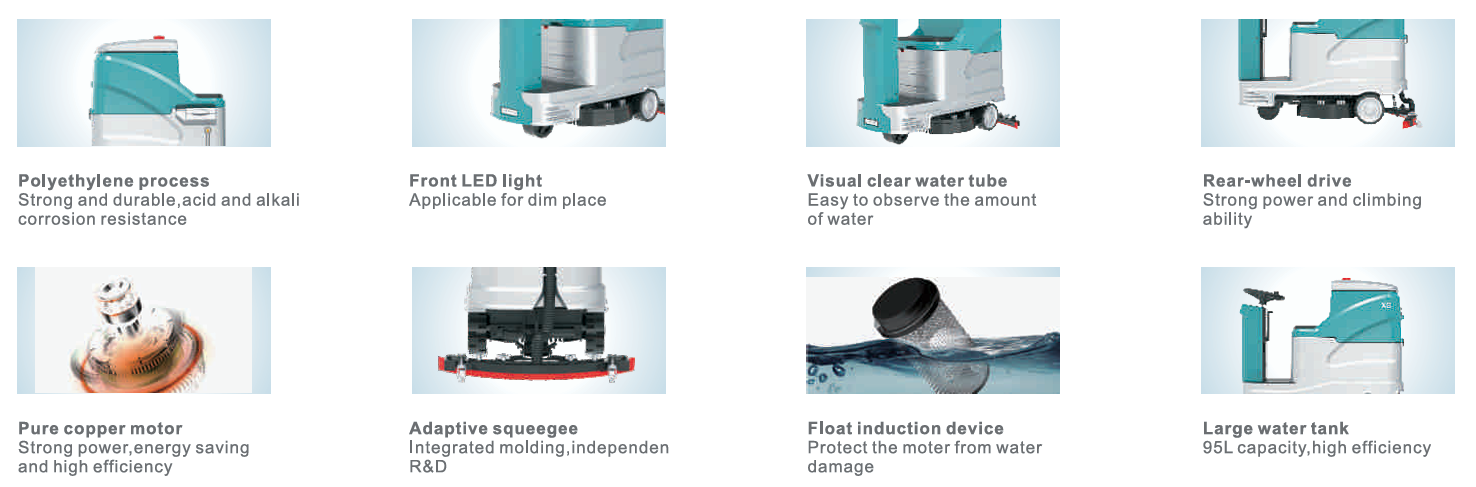 Polyethylene process
Strong and durable,acid and alkali
corrosion resistance
Front LED light
Applicable for dim place
Visual clear water tube
Easy to observe the amount
of water
Rear-wheel drive
Strong power and climbing
ability
Pure copper motor
Strong power,energy saving
and high efficiency
Adaptive squeegee
Integrated molding,independen
R&D
Float induction device
Protect the moter from water
damage
X6
Large water tank
95L capacity,high efficiency